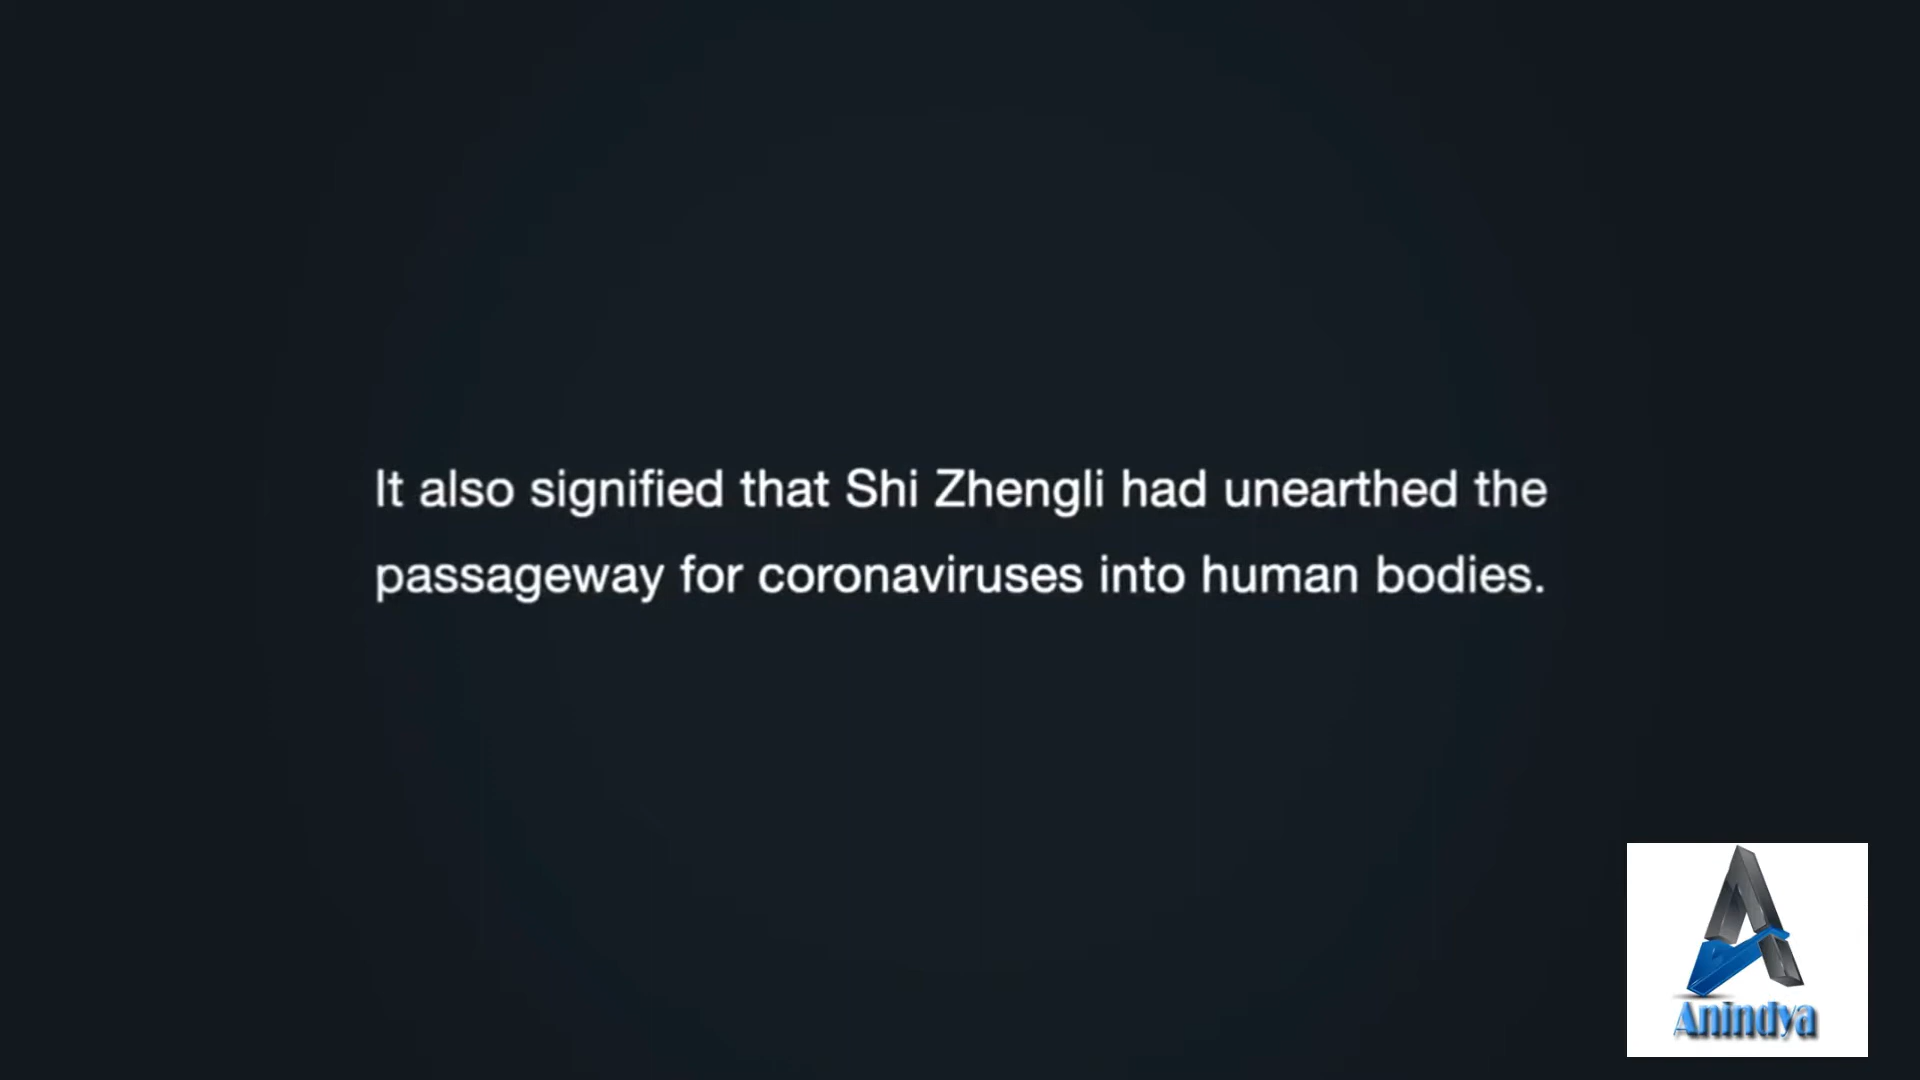 It also signified that Shi Zhengli had unearthed the
passageway for coronaviruses into human bodies.
Anindya